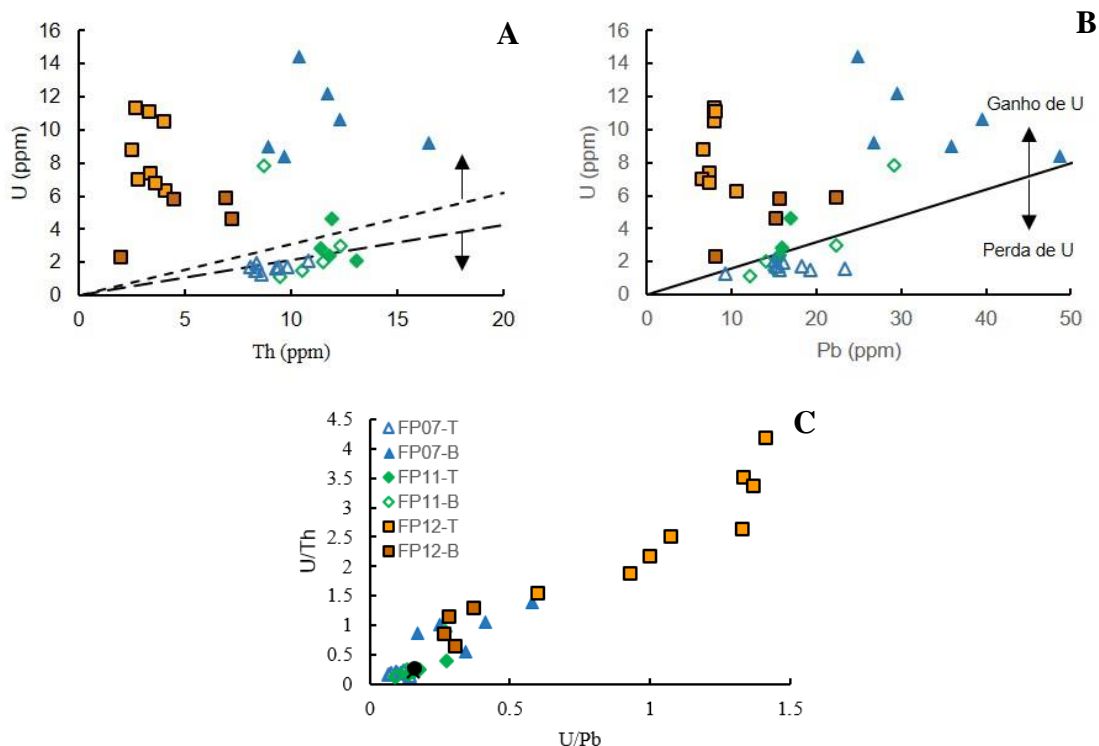 A
16
14
12
10
8
6
4
2
0
U (ppm)
0 5 10 15 20
Th (ppm)
B
16
14
12
10
8
6
4
2
0
U (ppm)
Ganho de U
Perda de U
0 10 20 30 40 50
Pb (ppm)
C
4.5
4
3.5
3
2.5
2
1.5
1
0.5
0
U/Th
FP07-T
FP07-B
FP11-T
FP11-B
FP12-T
FP12-B
0 0.5 1 1.5
U/Pb